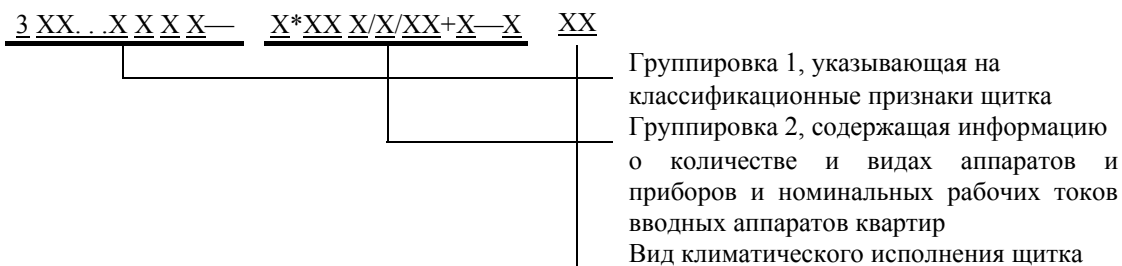 3 XX. . .X X X X— X*XX X/X/XX+X—X XX
Группировка 1, указывающая на
классификационные признаки щитка
Группировка 2, содержащая информацию
о количестве и видах аппаратов и
приборов и номинальных рабочих токов
вводных аппаратов квартир
Вид климатического исполнения щитка